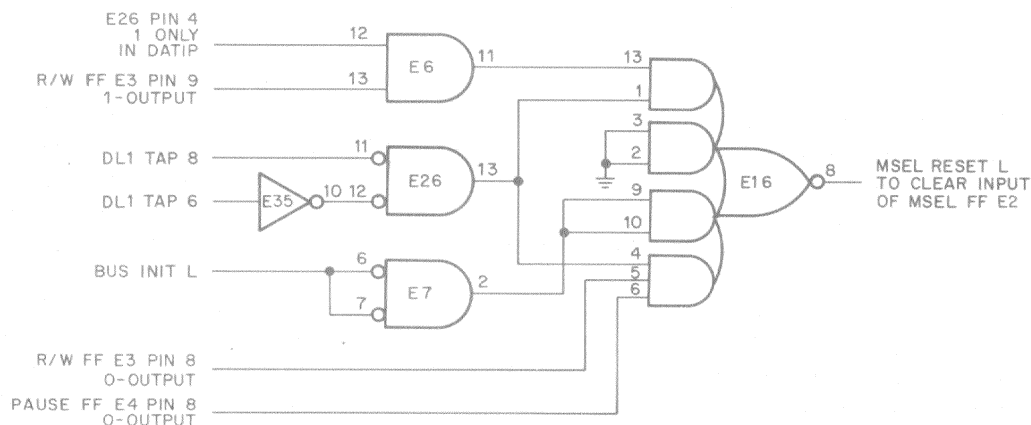 E26 PIN 4
1 ONLY
IN DATIP
12
R/W FF E3 PIN 9
1-OUTPUT
13
E6
11
13
1
DL1 TAP 8
11
DL1 TAP 6
E35
10
12
E26
13
3
2
9
10
E16
8
MSEL RESET L
TO CLEAR INPUT
OF MSEL FF E2
BUS INIT L
6
7
E7
2
4
5
6
R/W FF E3 PIN 8
0-OUTPUT
PAUSE FF E4 PIN 8
0-OUTPUT